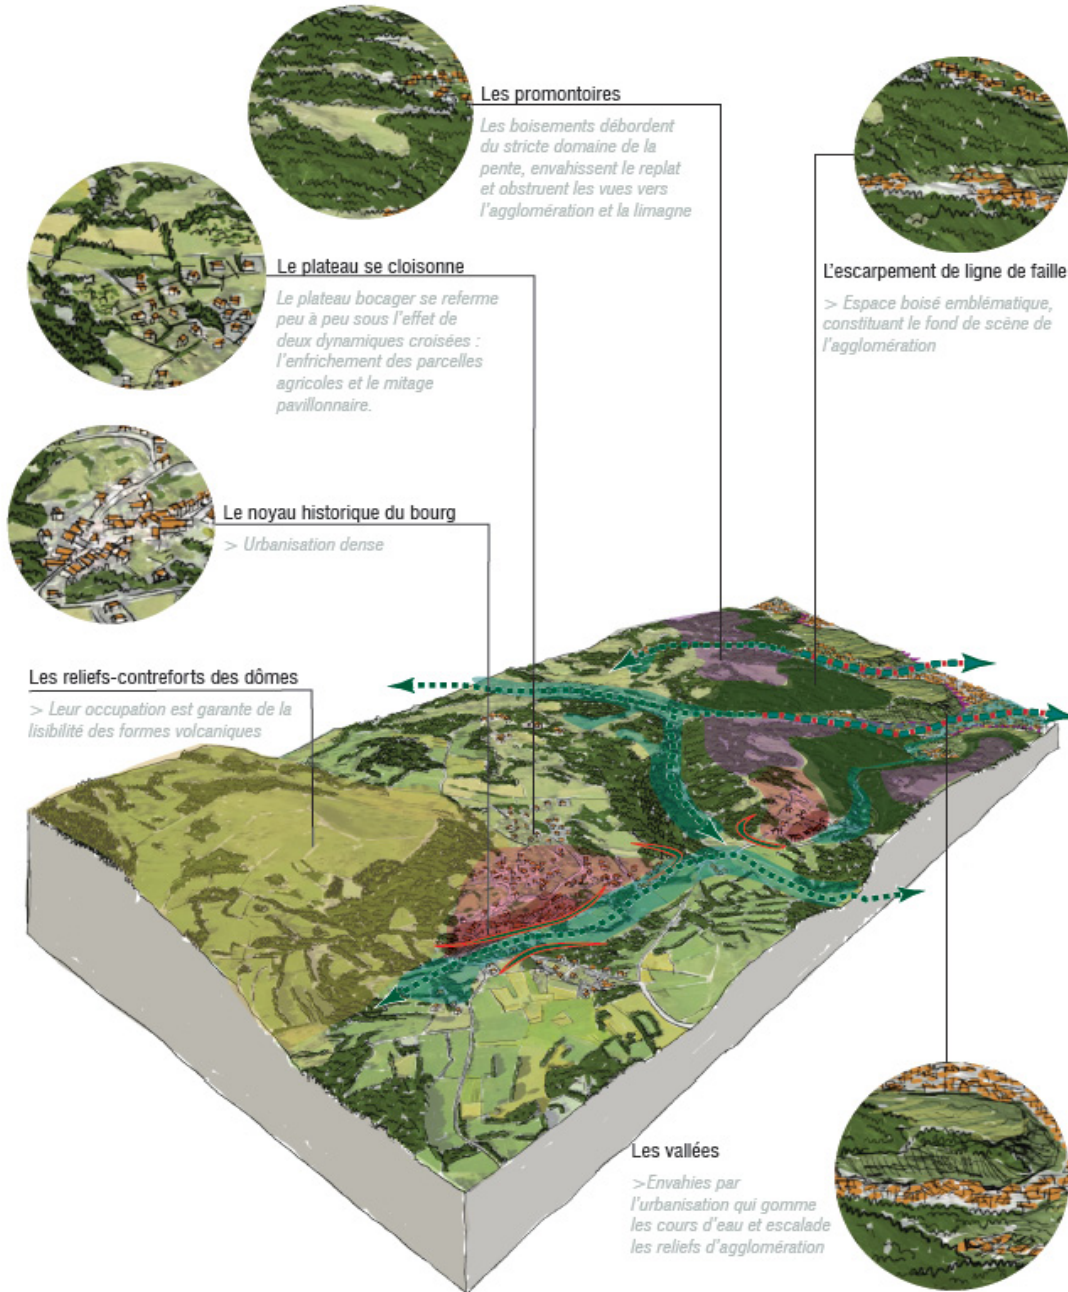 Les promontoires
Les boisements débordent
du stricte domaine de la
pente, envahissent le replat
et obstruent les vues vers
l'agglomération et la limagne
L'escarpement de ligne de faille
> Espace boisé emblématique,
constituant le fond de scène de
l'agglomération
Le plateau se cloisonne
Le plateau bocager se referme
peu à peu sous l'effet de
deux dynamiques croisées :
l'enfrichement des parcelles
agricoles et le mitage
pavillonnaire.
Le noyau historique du bourg
> Urbanisation dense
Les reliefs-contreforts des dômes
> Leur occupation est garante de la
lisibilité des formes volcaniques
Les vallées
>Envahies par
l'urbanisation qui gomme
les cours d'eau et escalade
les reliefs d'agglomération